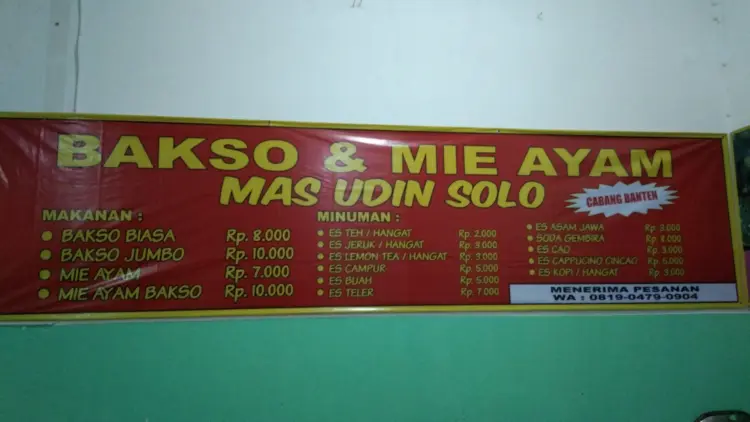 BAKSO & MIE AYAM
MAS UDIN SOLO
CABANG BANTEN
MAKANAN :
BAKSO BIASA Rp. 8.000
BAKSO JUMBO Rp. 10.000
MIE AYAM Rp. 7.000
MIE AYAM BAKSO Rp. 10.000
MINUMAN :
ES TEH / HANGAT Rp. 2.000
ES JERUK / HANGAT Rp. 3.000
ES LEMON TEA / HANGAT Rp. 3.000
ES CAMPUR Rp. 5.000
ES BUAH Rp. 5.000
ES TELER Rp. 7.000
ES ASAM JAWA Rp. 3.000
SODA GEMBIRA Rp. 8.000
ES CAO Rp. 3.000
ES CAPPUCINO CINCAO Rp. 5.000
ES KOPI / HANGAT Rp. 3.000
MENERIMA PESANAN
WA : 0819-0479-0904